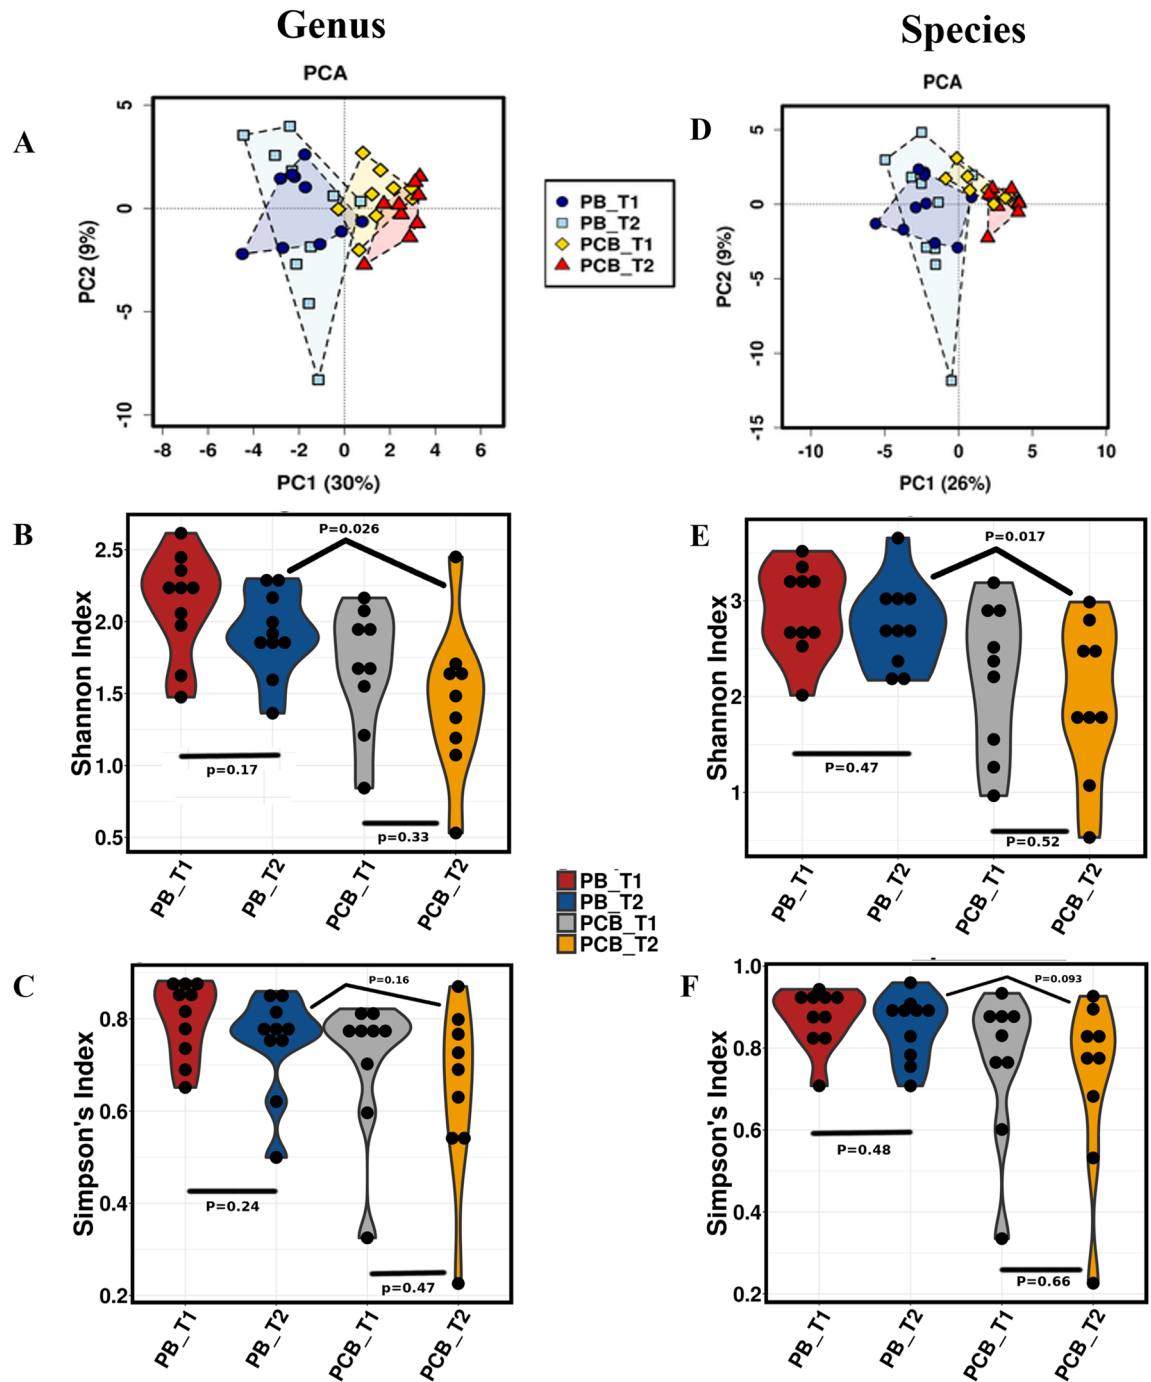 Genus
Species
A
PCA
5
0
-5
-10
PC2 (9%)
-8 -6 -4 -2 0 2 4 6
PC1 (30%)
PB_T1
PB_T2
PCB_T1
PCB_T2
D
PCA
5
0
-5
-10
-15
PC2 (9%)
-10 -5 0 5 10
PC1 (26%)
B
P=0.026
2.5
2.0
1.5
1.0
0.5
Shannon Index
p=0.17
p=0.33
PB_T1 PB_T2 PCB_T1 PCB_T2
E
P=0.017
3
2
1
Shannon Index
P=0.47
P=0.52
PB_T1 PB_T2 PCB_T1 PCB_T2
PB_T1
PB_T2
PCB_T1
PCB_T2
C
P=0.16
0.8
0.6
0.4
0.2
Simpson's Index
P=0.24
p=0.47
PB_T1 PB_T2 PCB_T1 PCB_T2
F
P=0.093
1.0
0.8
0.6
0.4
0.2
Simpson's Index
P=0.48
P=0.66
PB_T1 PB_T2 PCB_T1 PCB_T2